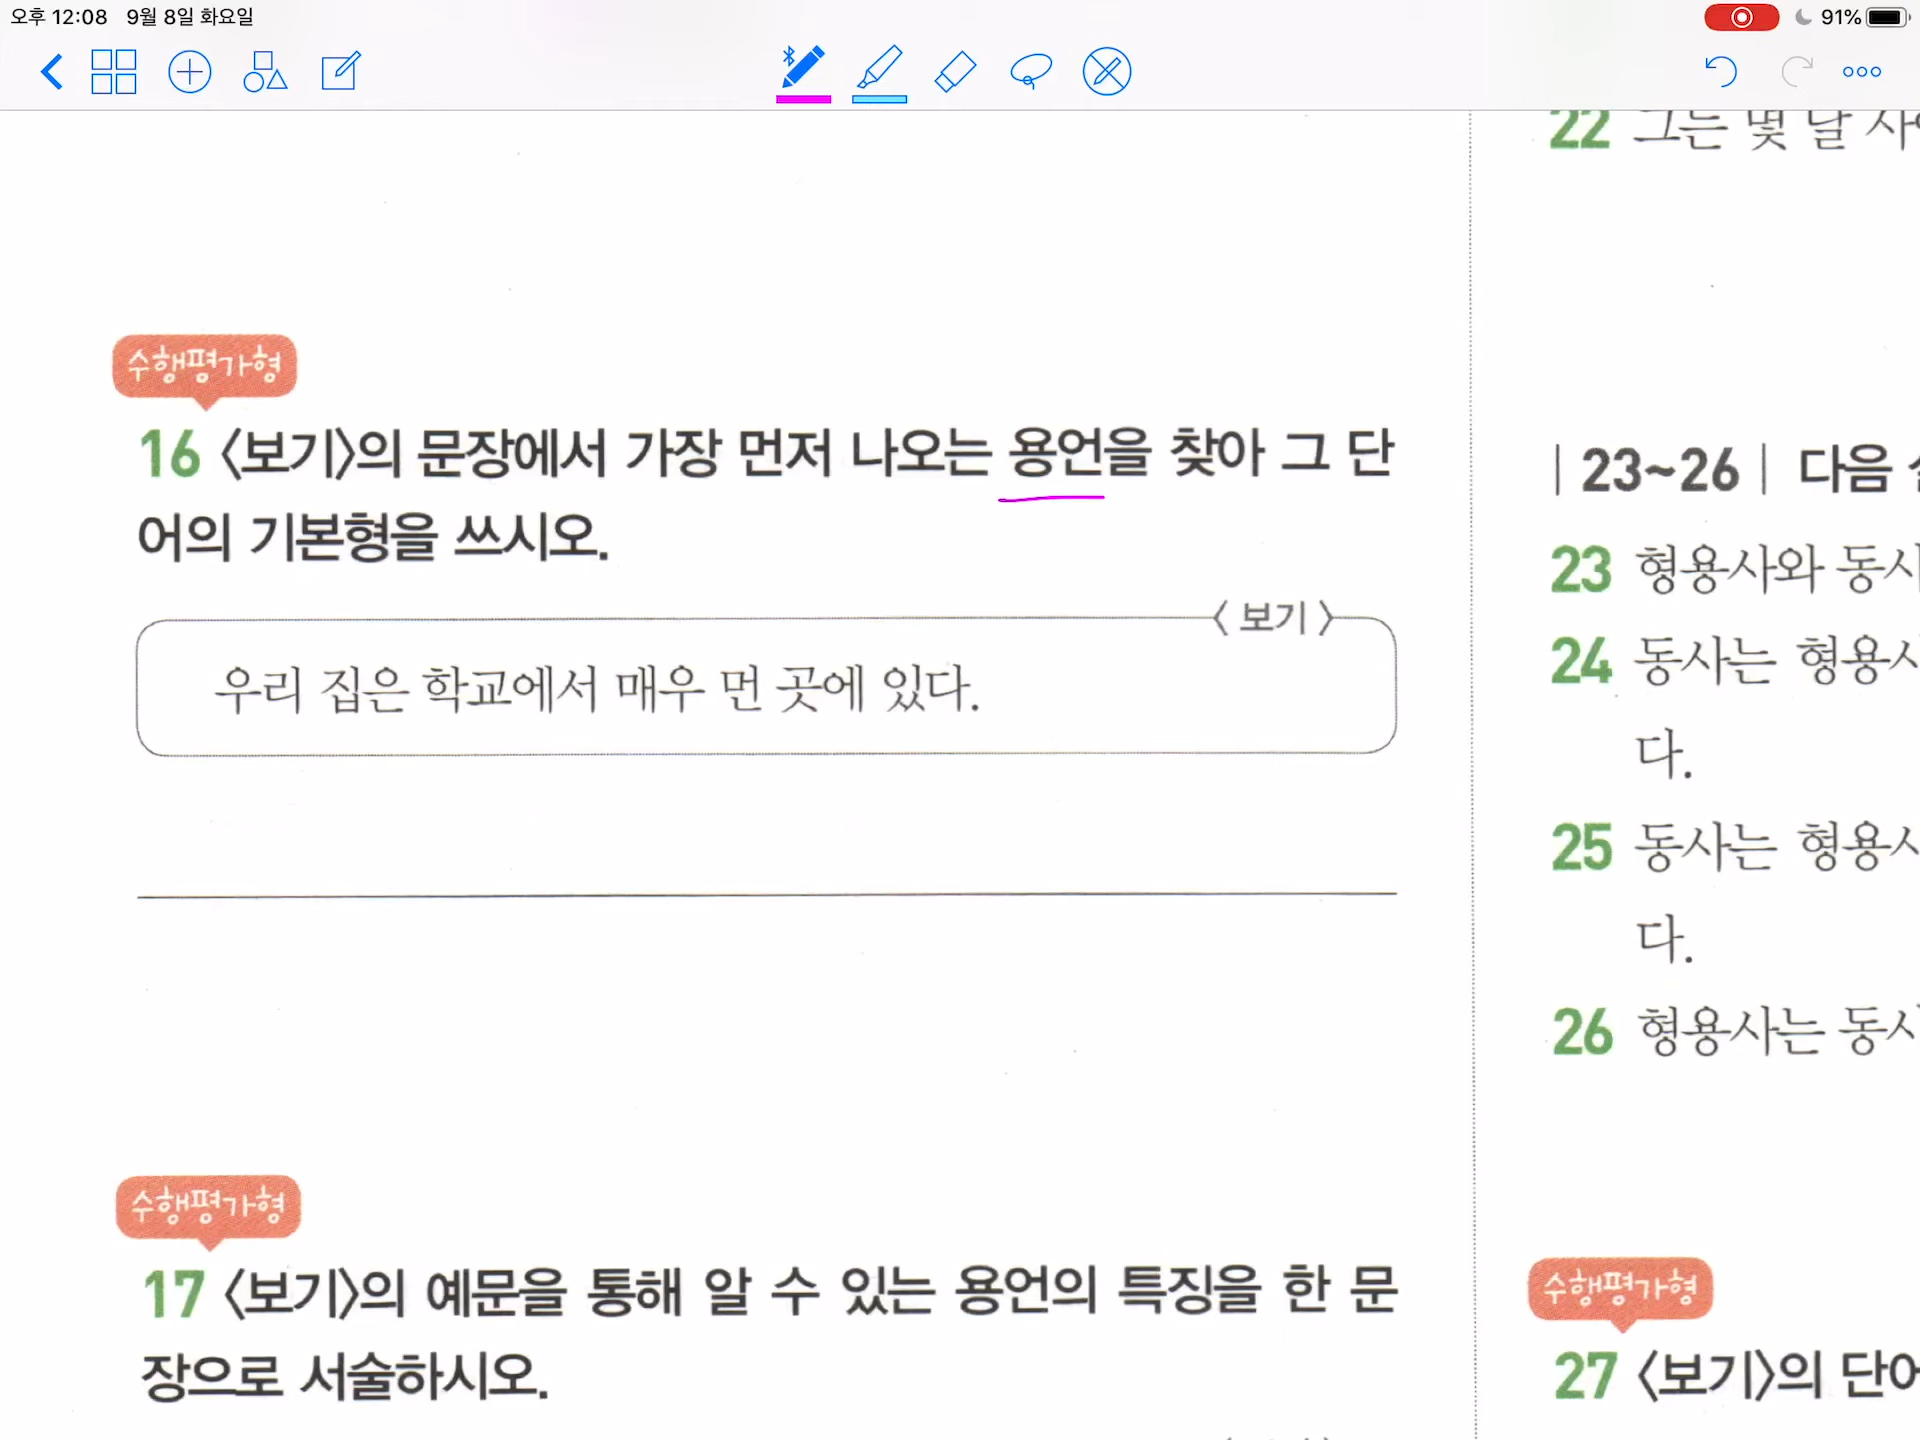 오후 12:08 9월 8일 화요일
91%
수행평가형
16 〈보기〉의 문장에서 가장 먼저 나오는 용언을 찾아 그 단
어의 기본형을 쓰시오.
〈 보기 〉
우리 집은 학교에서 매우 먼 곳에 있다.
수행평가형
17 〈보기〉의 예문을 통해 알 수 있는 용언의 특징을 한 문
장으로 서술하시오.
22 그는 몇 달
| 23~26 | 다음
23 형용사와 동사
24 동사는 형용사
다.
25 동사는 형용
다.
26 형용사는 동
수행평가형
27 〈보기〉의 단어